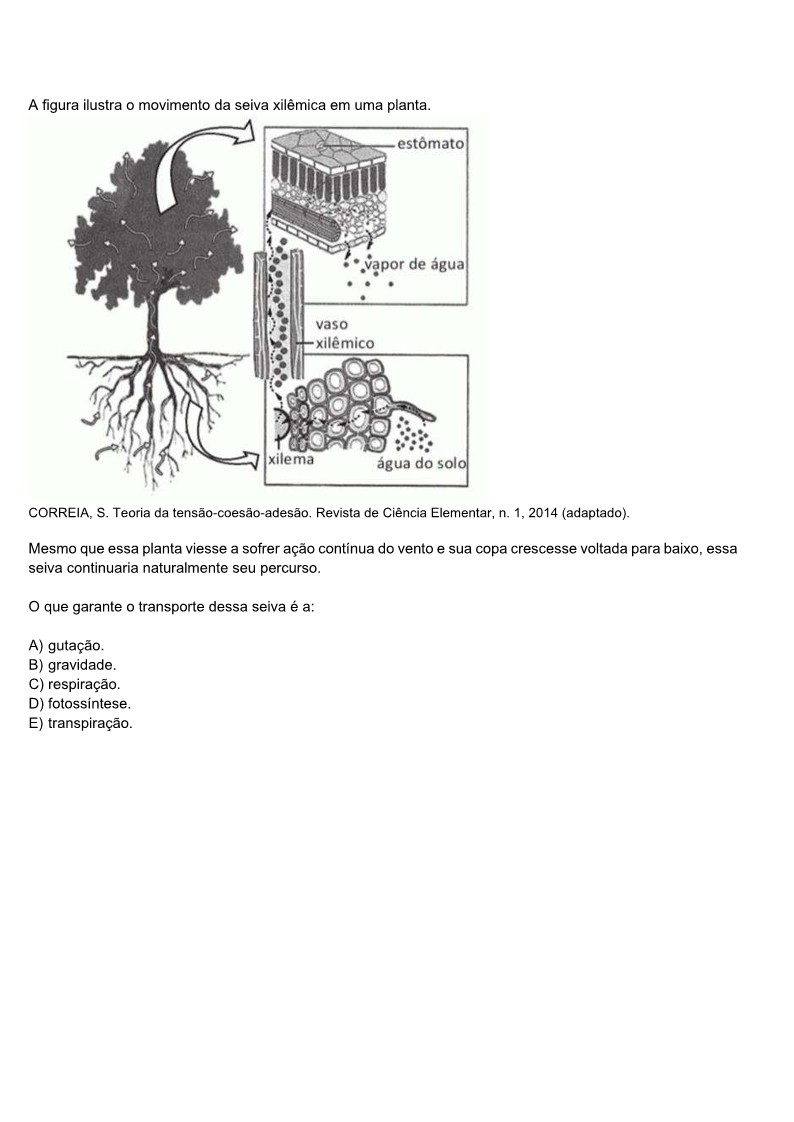 A figura ilustra o movimento da seiva xilêmica em uma planta.
estômato
vapor de água
vaso
xilêmico
xilema
água do solo
CORREIA, S. Teoria da tensão-coesão-adesão. Revista de Ciência Elementar, n. 1, 2014 (adaptado).
Mesmo que essa planta viesse a sofrer ação contínua do vento e sua copa crescesse voltada para baixo, essa
seiva continuaria naturalmente seu percurso.
O que garante o transporte dessa seiva é a:
A) gutação.
B) gravidade.
C) respiração.
D) fotossíntese.
E) transpiração.